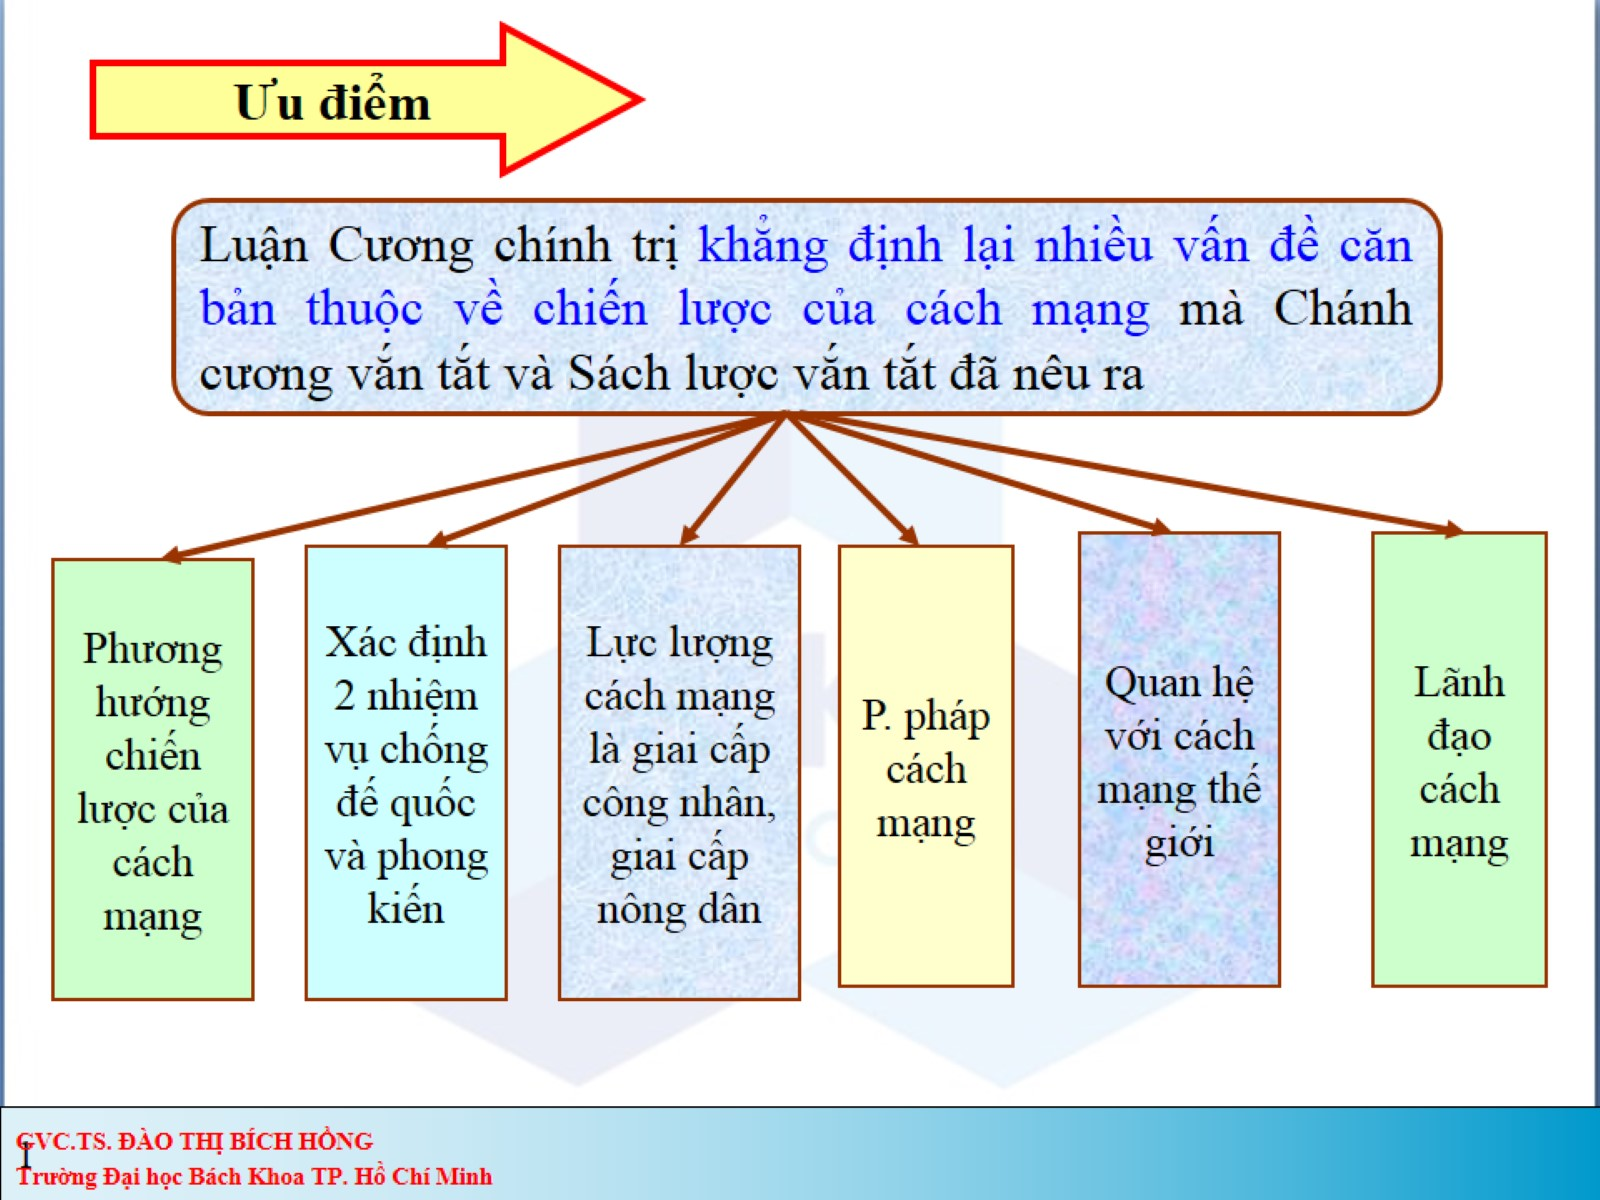 Ưu điểm
Luận Cương chính trị khẳng định lại nhiều vấn đề căn
bản thuộc về chiến lược của cách mạng mà Chánh
cương vắn tắt và Sách lược vắn tắt đã nêu ra
Phương
hướng
chiến
lược của
cách
mạng
Xác định
2 nhiệm
vụ chống
đế quốc
và phong
kiến
Lực lượng
cách mạng
là giai cấp
công nhân,
giai cấp
nông dân
P. pháp
cách
mạng
Quan hệ
với cách
mạng thế
giới
Lãnh
đạo
cách
mạng
GVC.TS. ĐÀO THỊ BÍCH HỒNG
1
Trường Đại học Bách Khoa TP. Hồ Chí Minh